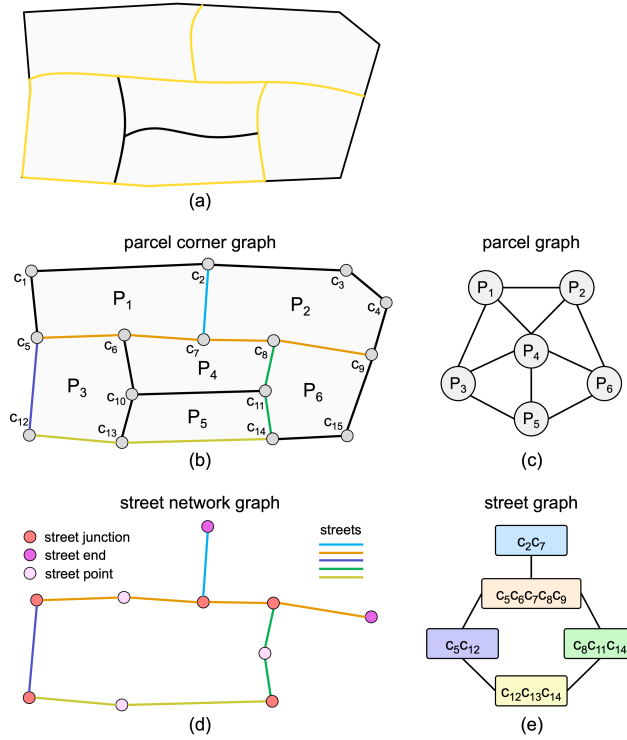 (a)
parcel corner graph
parcel graph
c1
c2
c3
c4
P1
P2
c5
c6
c7
c8
c9
P3
P4
c10
c11
P6
P5
c12
c13
c14
c15
(b)
P1
P2
P4
P3
P6
P5
(c)
street network graph
street graph
street junction
street end
street point
streets
c2c7
c5c6c7c8c9
c5c12
c8c11c14
c12c13c14
(d)
(e)